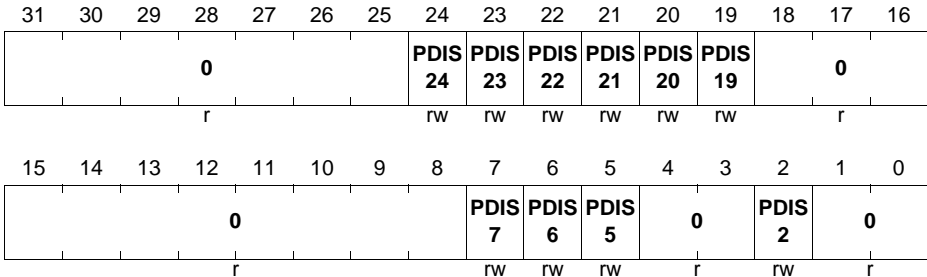 31 30 29 28 27 26 25 24 23 22 21 20 19 18 17 16
0 PDIS 24 PDIS 23 PDIS 22 PDIS 21 PDIS 20 PDIS 19 0
r rw rw rw rw rw rw r
15 14 13 12 11 10 9 8 7 6 5 4 3 2 1 0
0 PDIS 7 PDIS 6 PDIS 5 0 PDIS 2 0
r rw rw rw r rw r